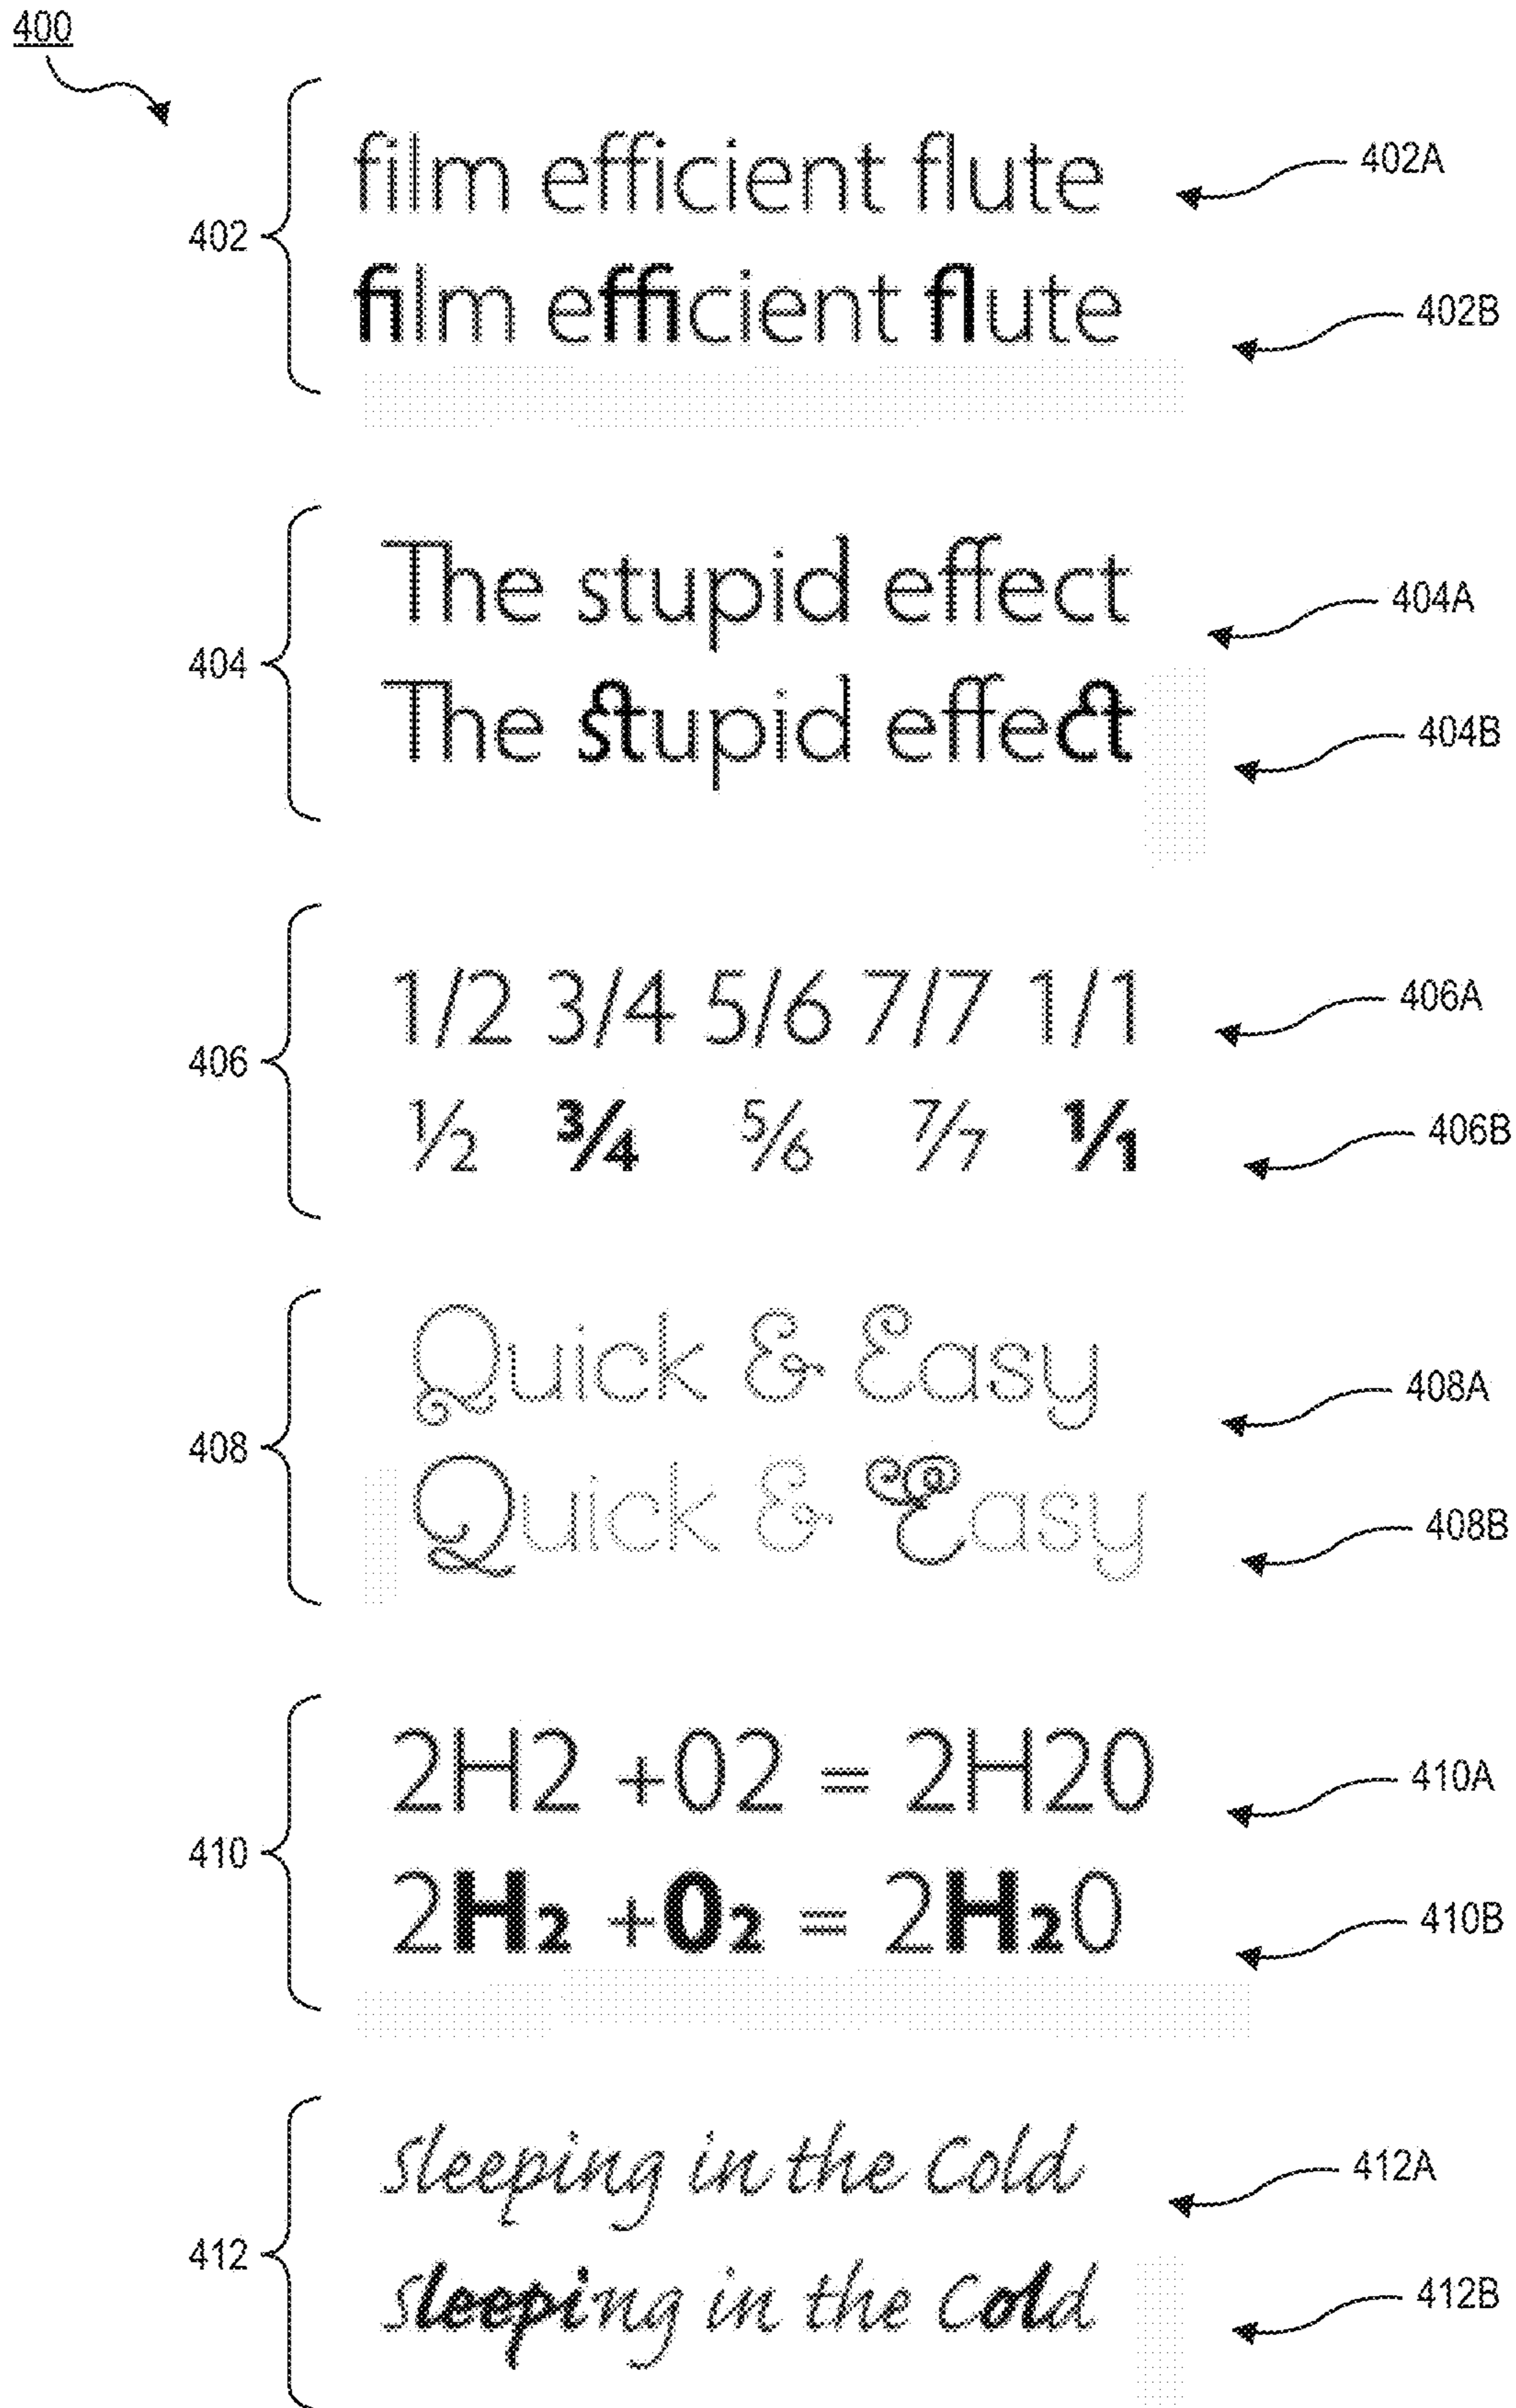 400
film efficient flute 402A
402
film efficient flute 402B
The stupid effect 404A
404
The stupid effect 404B
1/2 3/4 5/6 7/7 1/1 406A
406
½ ¾ ⅚ 7⁄7 1⁄1 406B
Quick & Easy 408A
408
Quick & Easy 408B
2H2 +O2 = 2H2O 410A
410
2H₂ +O₂ = 2H₂O 410B
Sleeping in the Cold 412A
412
Sleeping in the Cold 412B